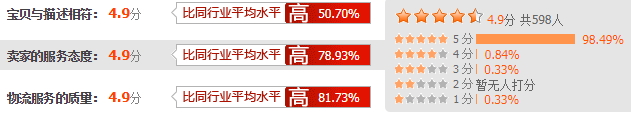 宝贝与描述相符： 4.9分 比同行业平均水平 高 50.70%
卖家的服务态度： 4.9分 比同行业平均水平 高 78.93%
物流服务的质量： 4.9分 比同行业平均水平 高 81.73%
4.9分 共598人
5分 98.49%
4分 0.84%
3分 0.33%
2分 暂无人打分
1分 0.33%